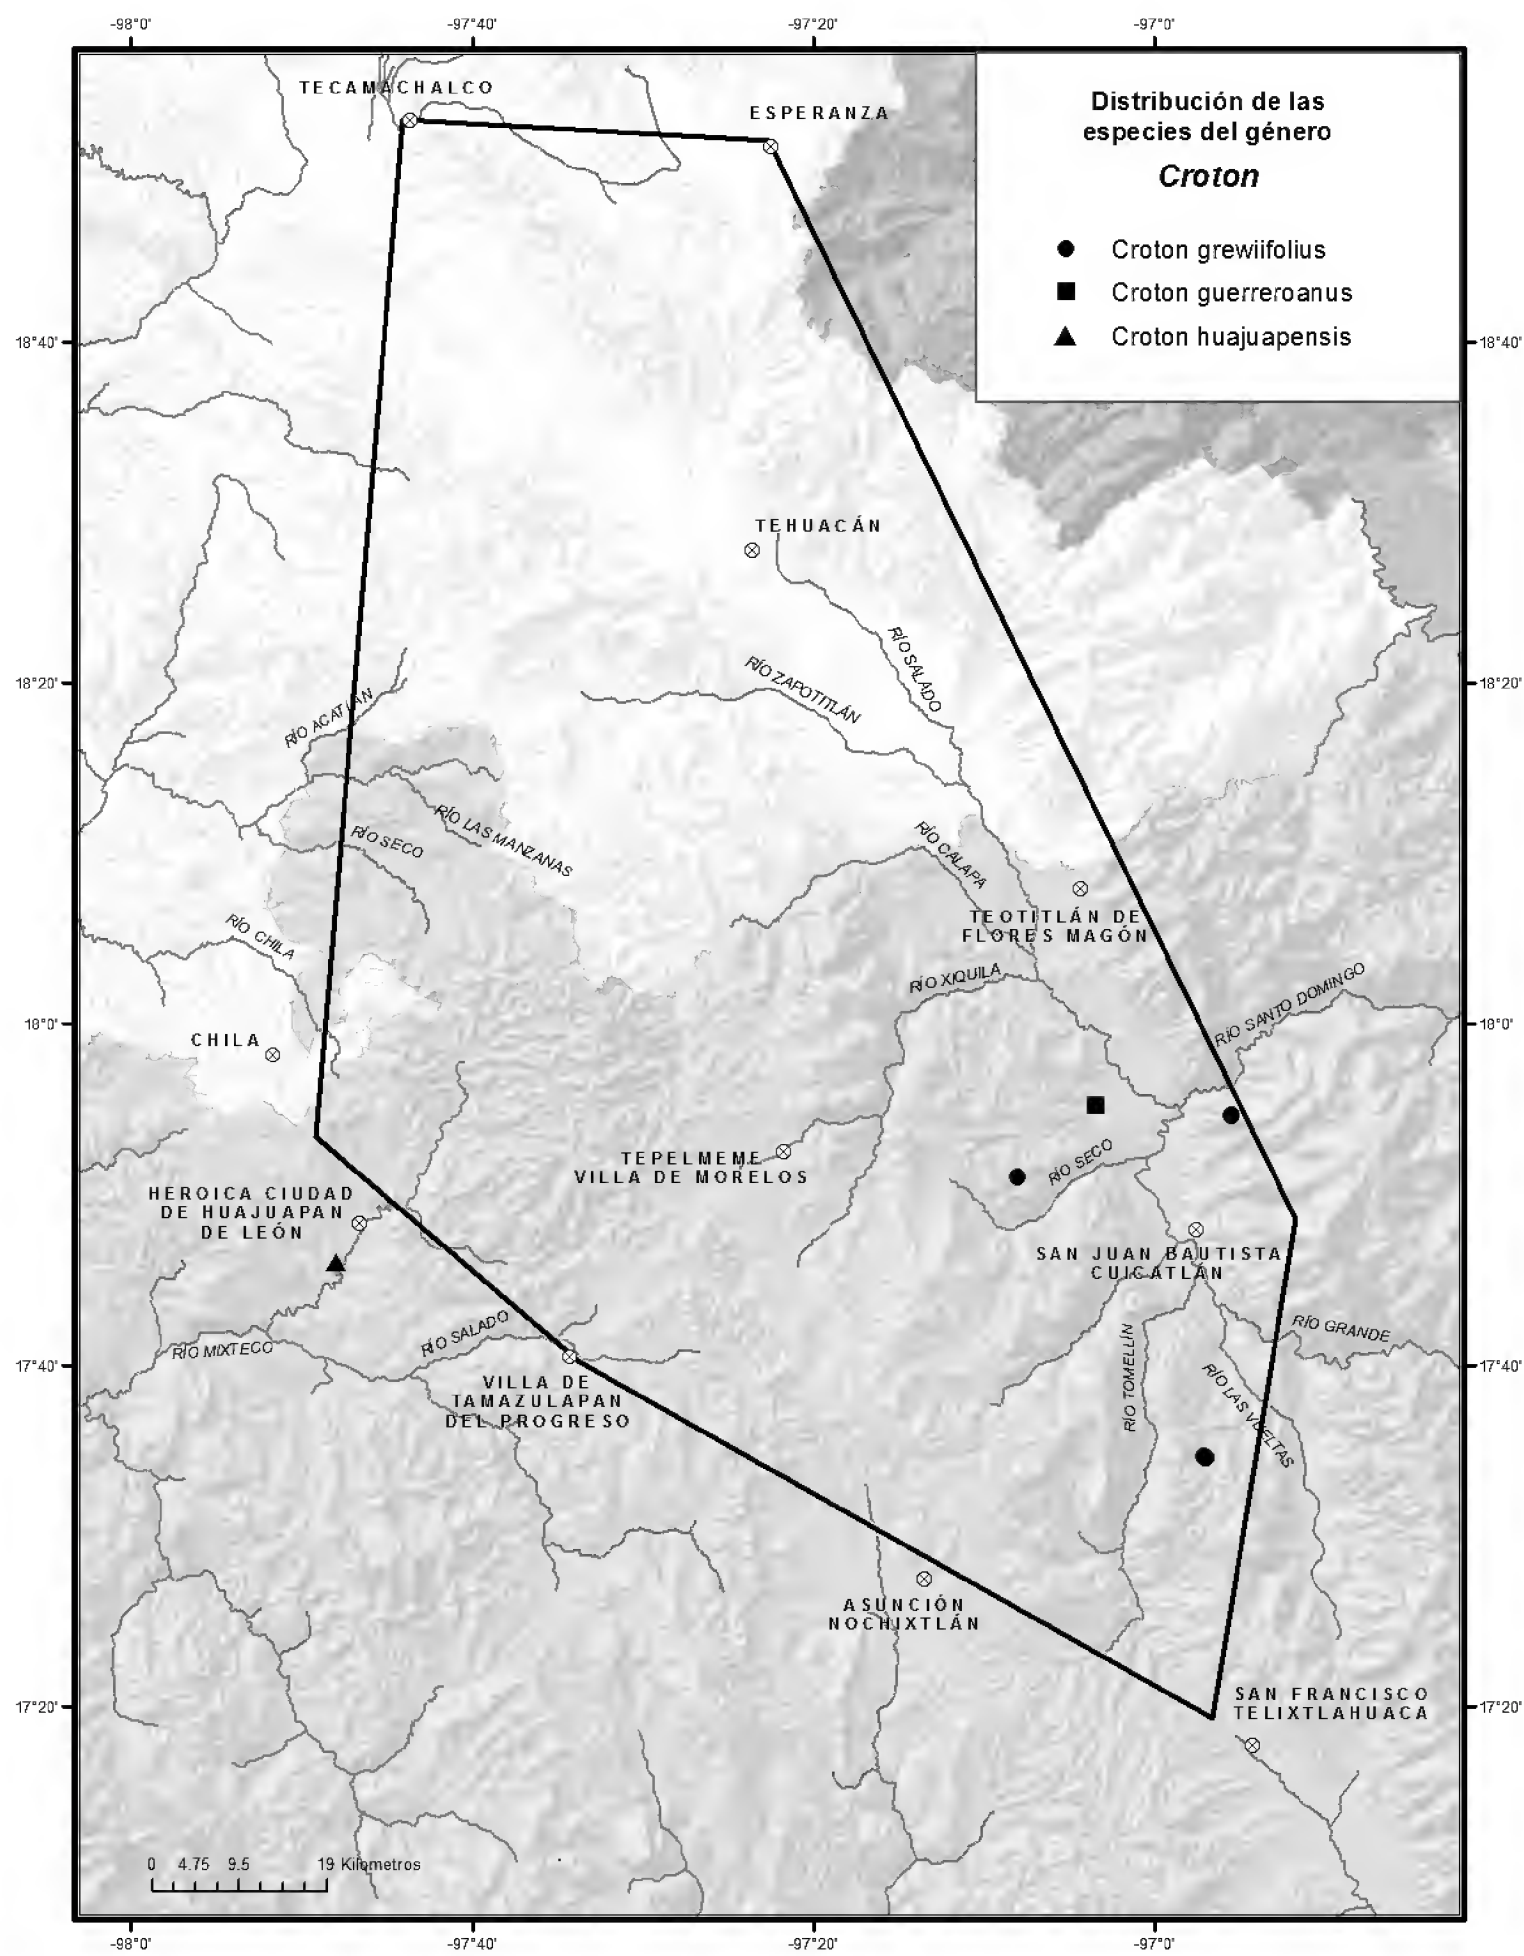 -98°0'
-97°40'
-97°20'
-97°0'
TECAMACHALCO
ESPERANZA
Distribución de las
especies del género
Croton
Croton grewiifolius
Croton guerreroanus
Croton huajuapensis
18°40'
18°40'
TEHUACÁN
RÍO SALADO
RÍO ZAPOTITLÁN
18°20'
18°20'
RÍO ACATLÁN
RÍO LAS MANZANAS
RÍO SECO
RÍO CALAPA
TEOTITLÁN DE
FLORES MAGÓN
RÍO CHILA
RÍO XIQUILA
RÍO SANTO DOMINGO
18°0'
18°0'
CHILA
TEPELMEME
VILLA DE MORELOS
RÍO SECO
HEROICA CIUDAD
DE HUAJUAPAN
DE LEÓN
SAN JUAN BAUTISTA
CUICATLÁN
RÍO SALADO
RÍO MIXTECO
RÍO GRANDE
RÍO TOMELLÍN
RÍO LAS VUELTAS
17°40'
17°40'
VILLA DE
TAMAZULAPAN
DEL PROGRESO
ASUNCIÓN
NOCHIXTLÁN
SAN FRANCISCO
TELIXTLAHUACA
17°20'
17°20'
0 4.75 9.5 19 Kilometros
-98°0'
-97°40'
-97°20'
-97°0'